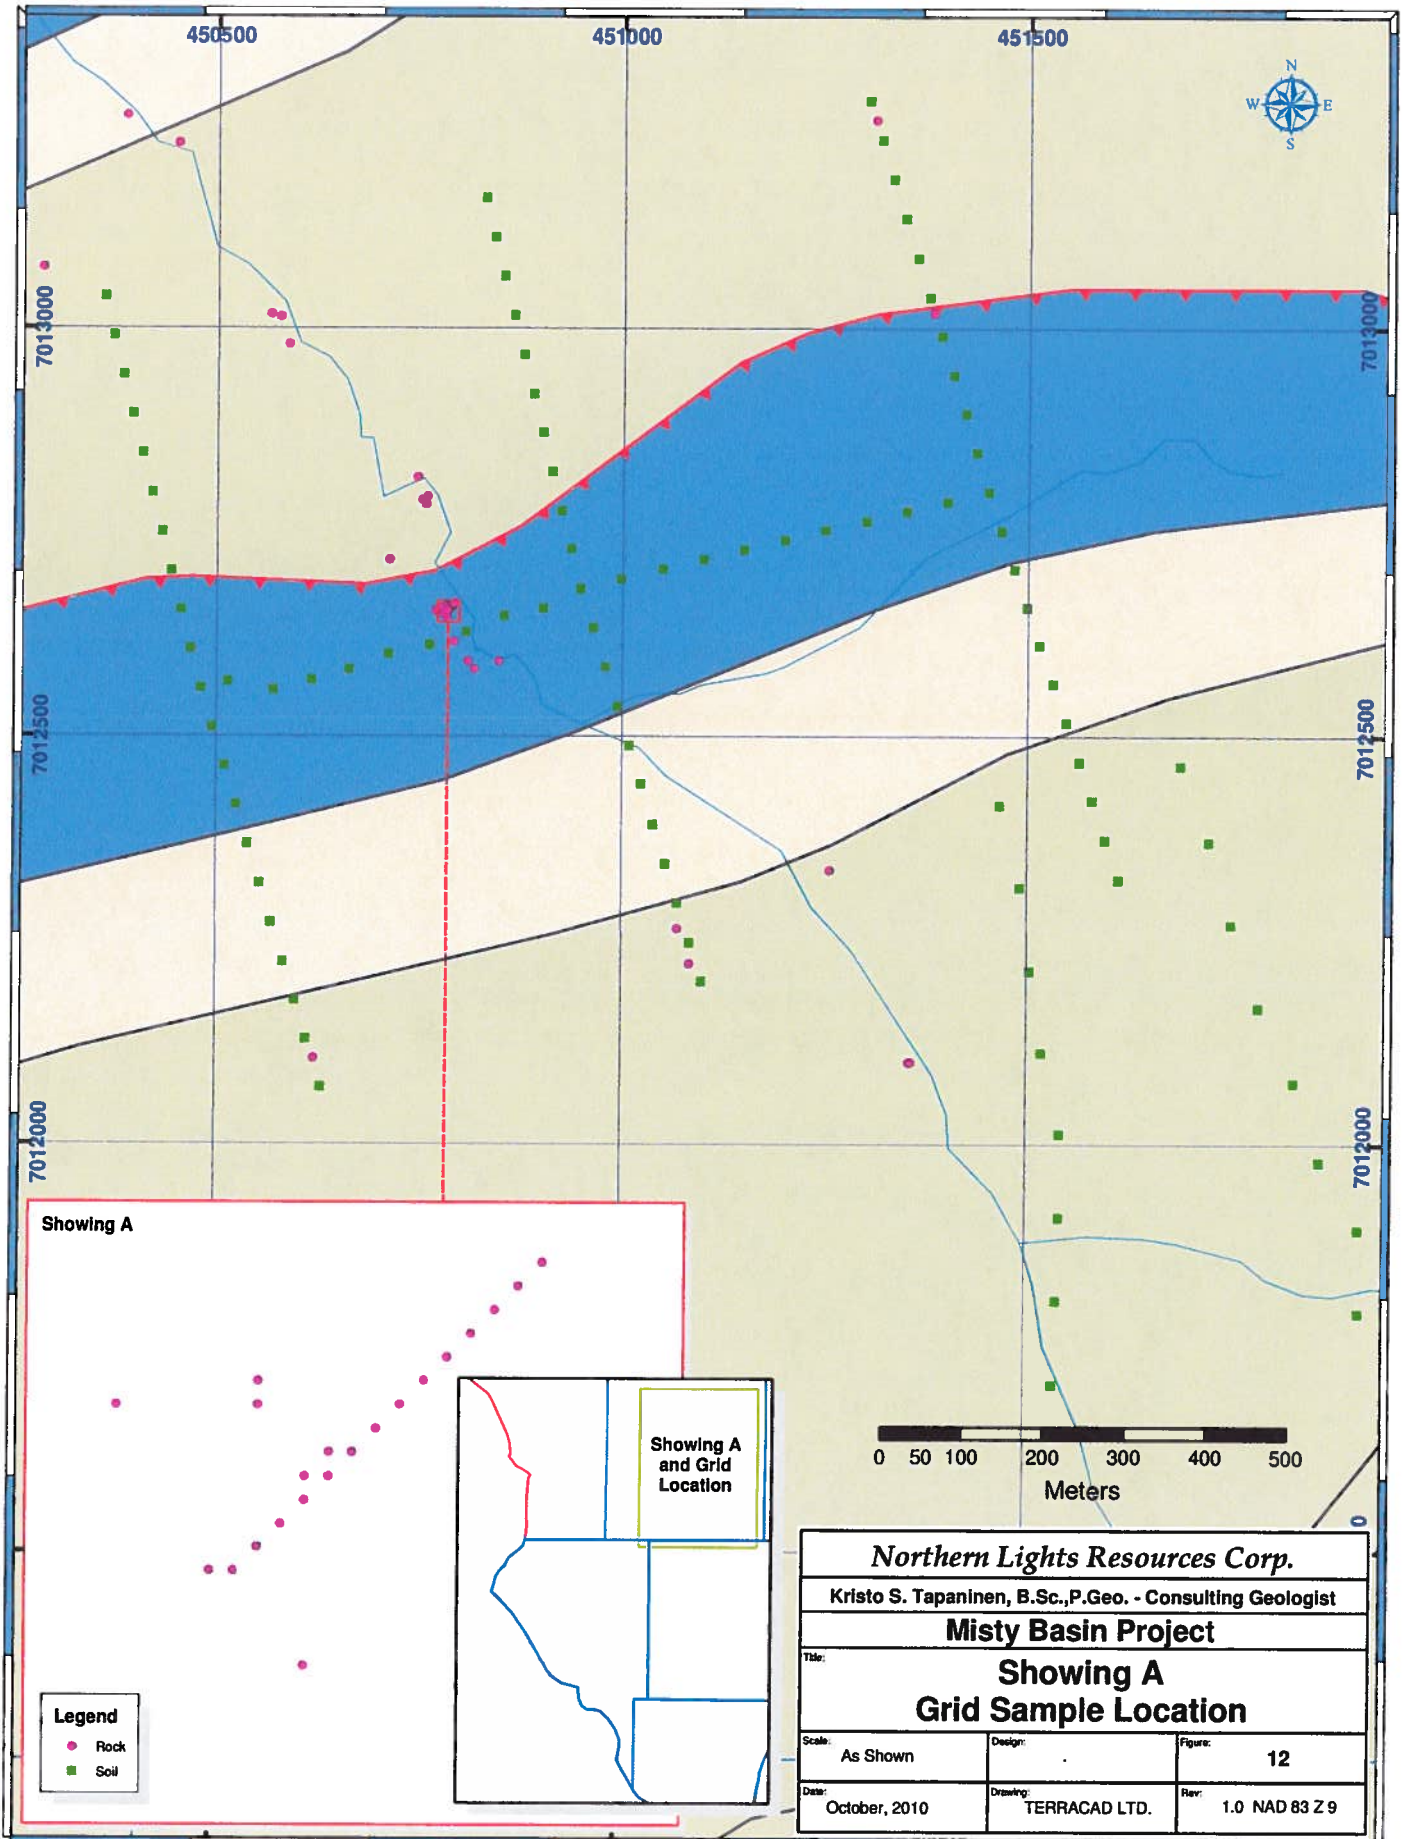 450500
451000
451500
N
W
E
S
7013000
7013000
7012500
7012500
7012000
7012000
Showing A
Showing A
and Grid
Location
0 50 100 200 300 400 500
Meters
0
Legend
Rock
Soil
Northern Lights Resources Corp.
Kristo S. Tapaninen, B.Sc.,P.Geo. - Consulting Geologist
Misty Basin Project
Title:
Showing A
Grid Sample Location
Scale: As Shown
Design: .
Figure: 12
Date: October, 2010
Drawing: TERRACAD LTD.
Rev: 1.0 NAD 83 Z 9